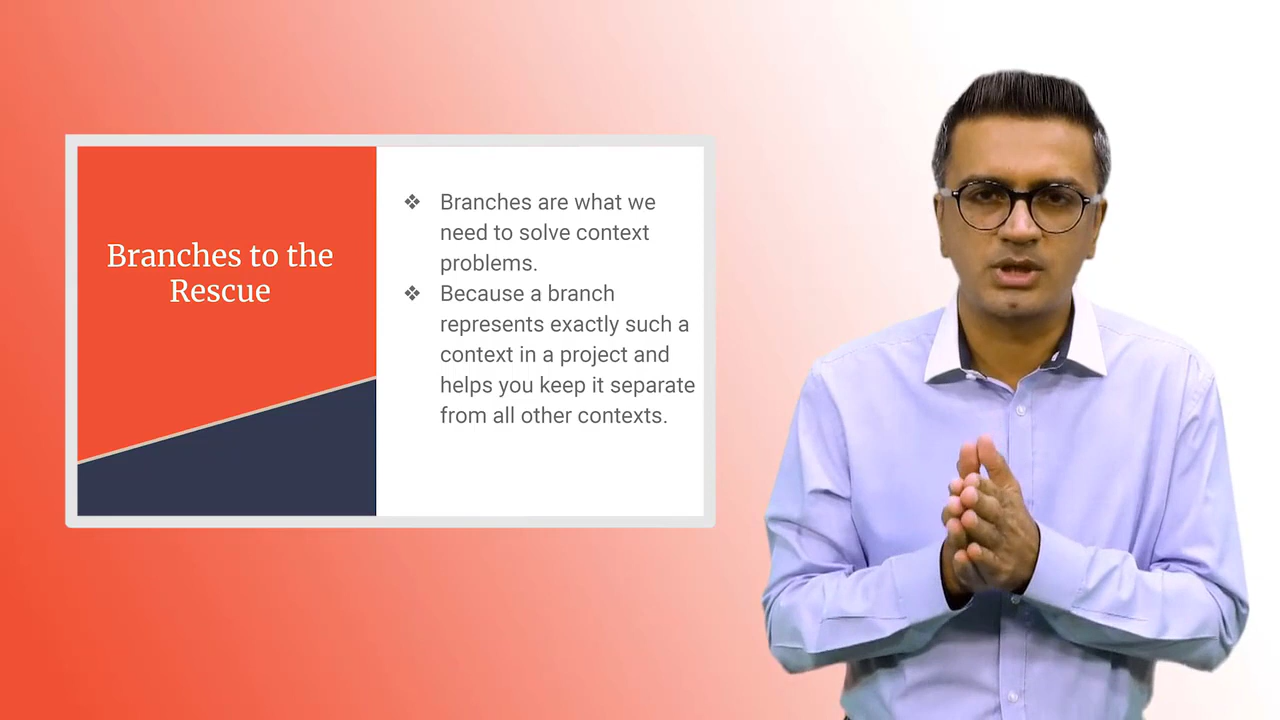 Branches to the
Rescue
❖ Branches are what we
need to solve context
problems.
❖ Because a branch
represents exactly such a
context in a project and
helps you keep it separate
from all other contexts.